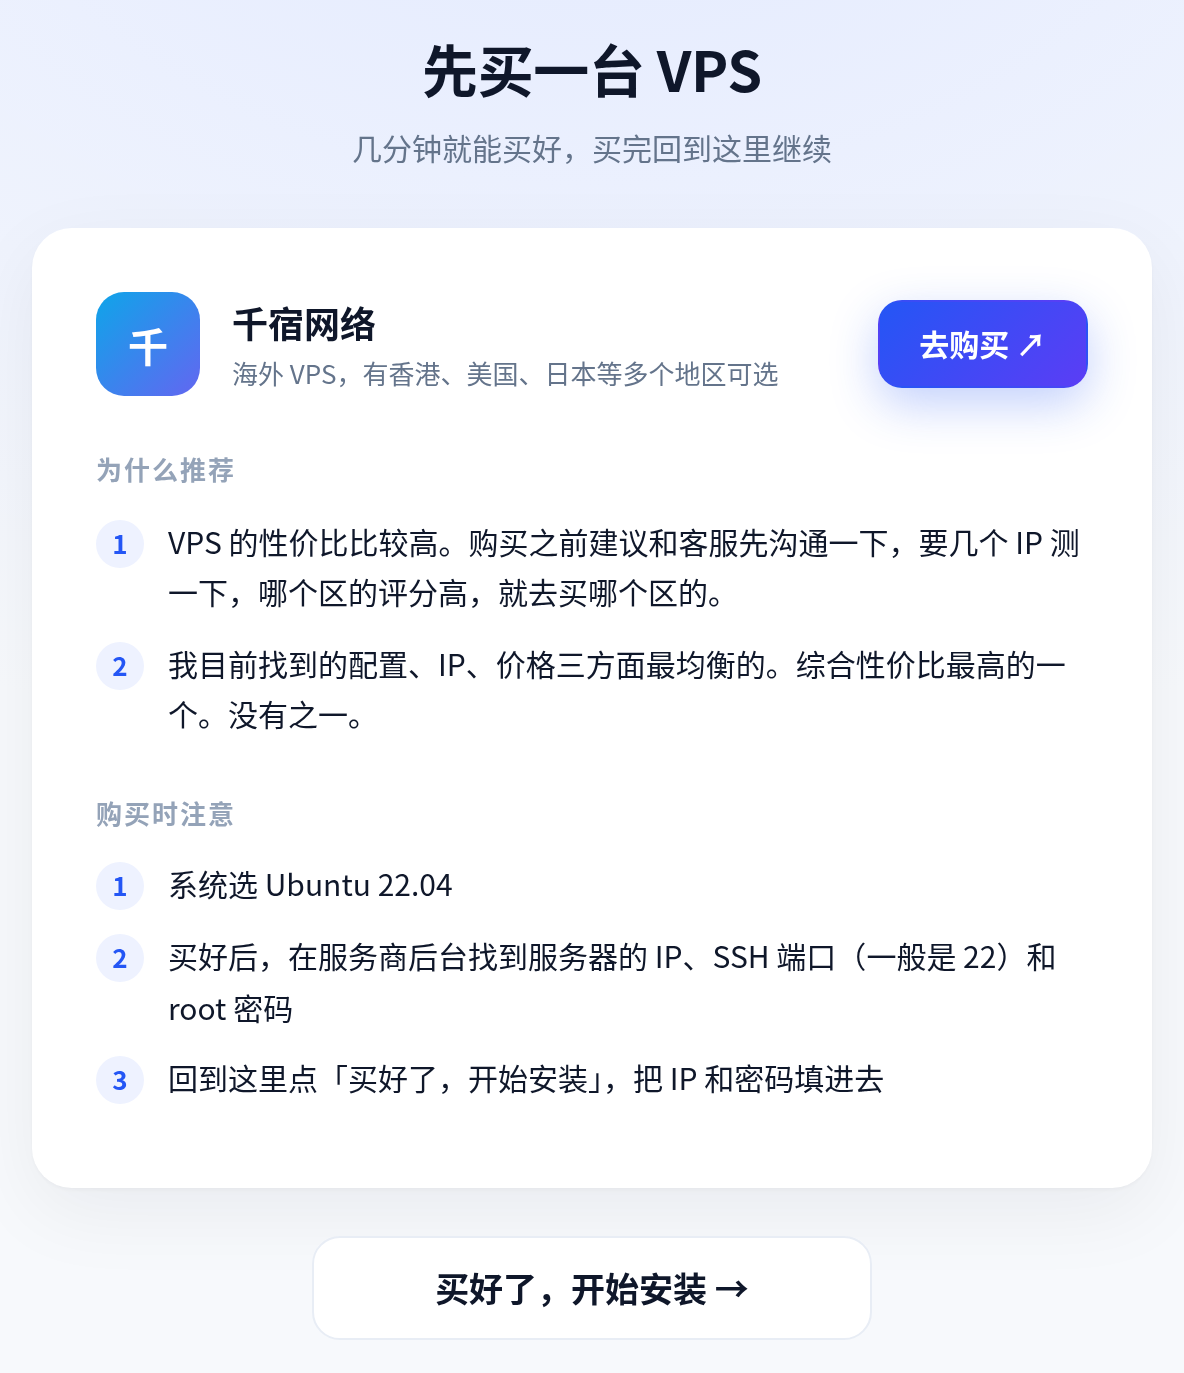 先买一台 VPS
几分钟就能买好，买完回到这里继续
千
千宿网络
海外 VPS，有香港、美国、日本等多个地区可选
去购买 ↗
为什么推荐
1 VPS 的性价比比较高。购买之前建议和客服先沟通一下，要几个 IP 测
一下，哪个区的评分高，就去买哪个区的。
2 我目前找到的配置、IP、价格三方面最均衡的。综合性价比最高的一
个。没有之一。
购买时注意
1 系统选 Ubuntu 22.04
2 买好后，在服务商后台找到服务器的 IP、SSH 端口（一般是 22）和
root 密码
3 回到这里点「买好了，开始安装」，把 IP 和密码填进去
买好了，开始安装 →